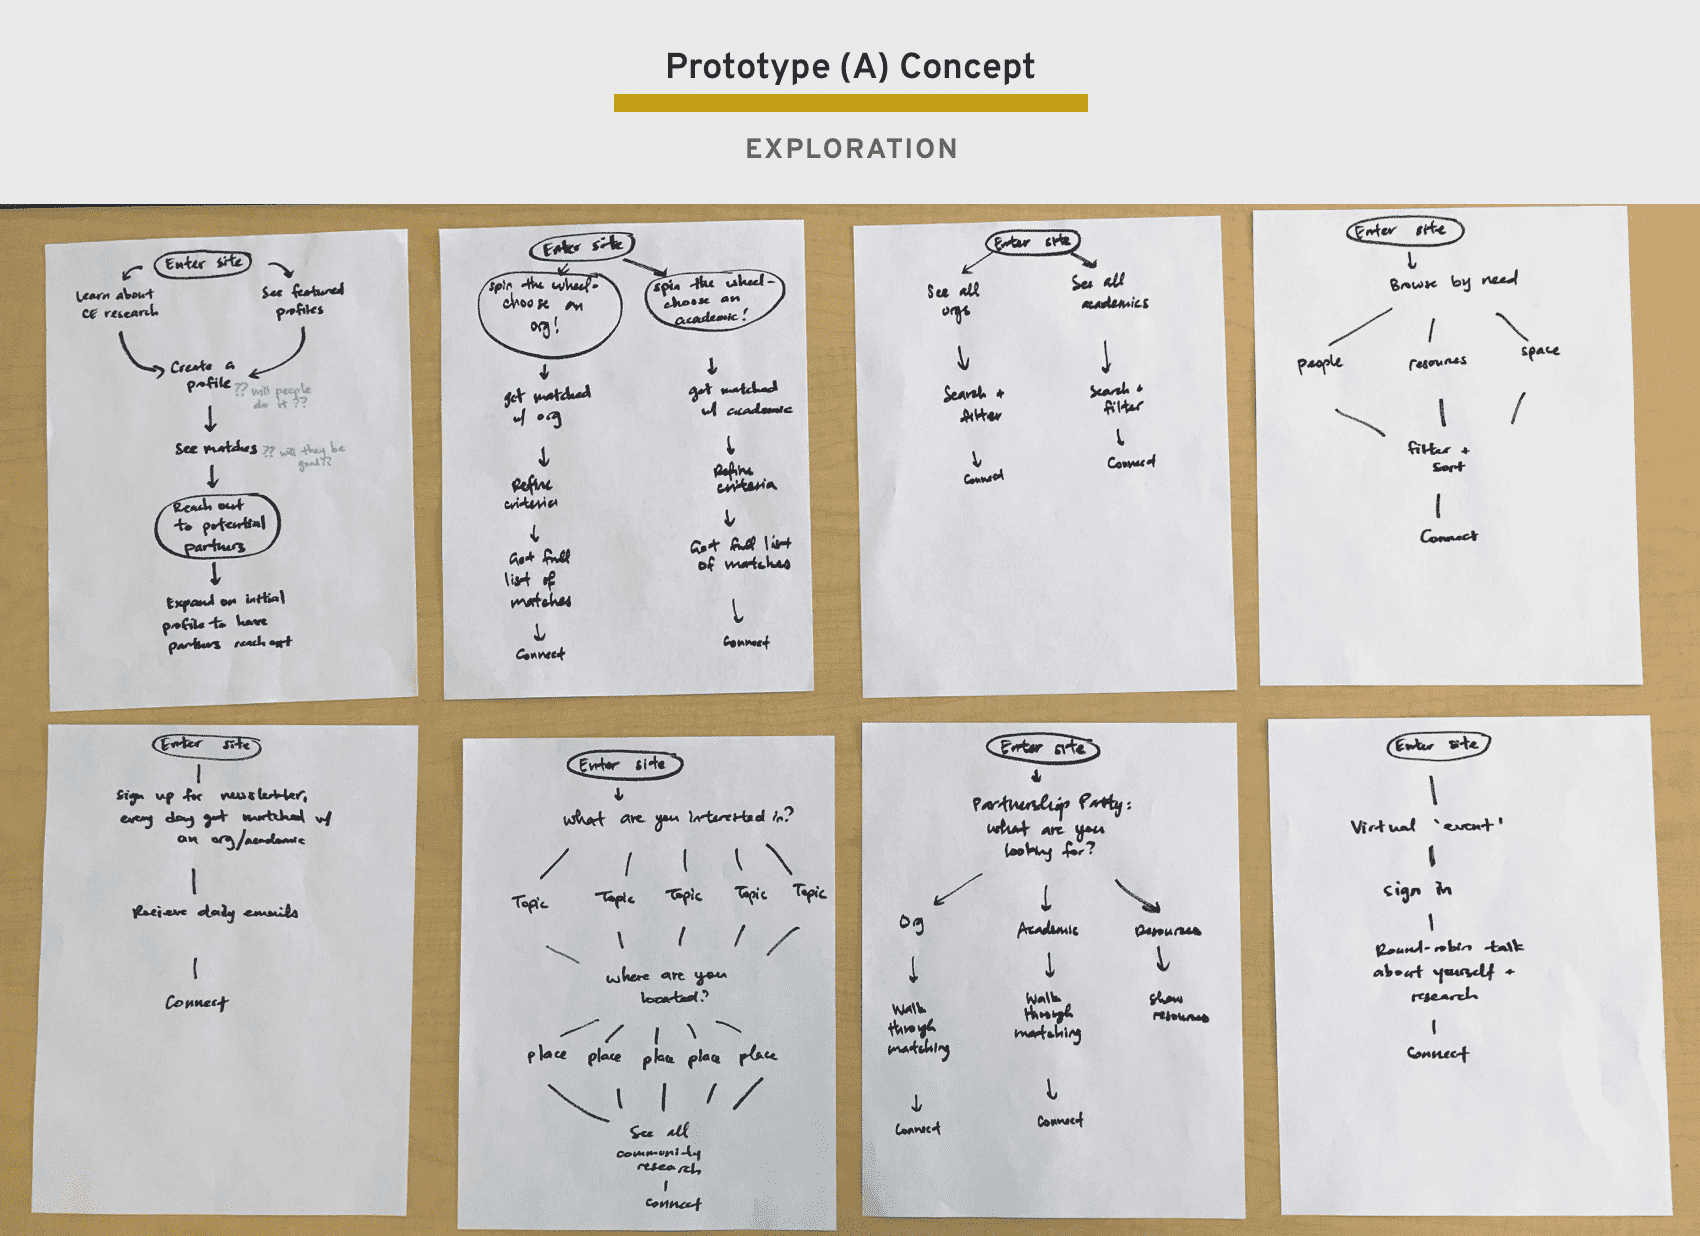 Prototype (A) Concept
EXPLORATION
Enter site
Learn about
CE research
See featured
profiles
Create a
profile
?? will people
do it ??
See matches
?? will they be
good??
Reach out
to potential
partners
Expand on initial
profile to have
partners reach out
Enter site
spin the wheel-
choose an
org!
spin the wheel-
choose an
academic!
get matched
w/ org
get matched
w/ academic
Refine
criteria
Refine
criteria
Get full
list of
matches
Get full list
of matches
Connect
Connect
Enter site
See all
orgs
See all
academics
Search +
filter
Search +
filter
Connect
Connect
Enter site
Browse by need
people
resources
space
filter +
sort
Connect
Enter site
Sign up for newsletter,
every day get matched w/
an org/academic
Recieve daily emails
Connect
Enter site
What are you interested in?
Topic
Topic
Topic
Topic
Topic
Where are you
located?
place
place
place
place
place
See all
community
research
Connect
Enter site
Partnership Party:
What are you
looking for?
Org
Academic
Resources
Walk
through
matching
Walk
through
matching
Show
resources
Connect
Connect
Enter site
Virtual 'event'
Sign in
Round-robin talk
about yourself +
research
Connect